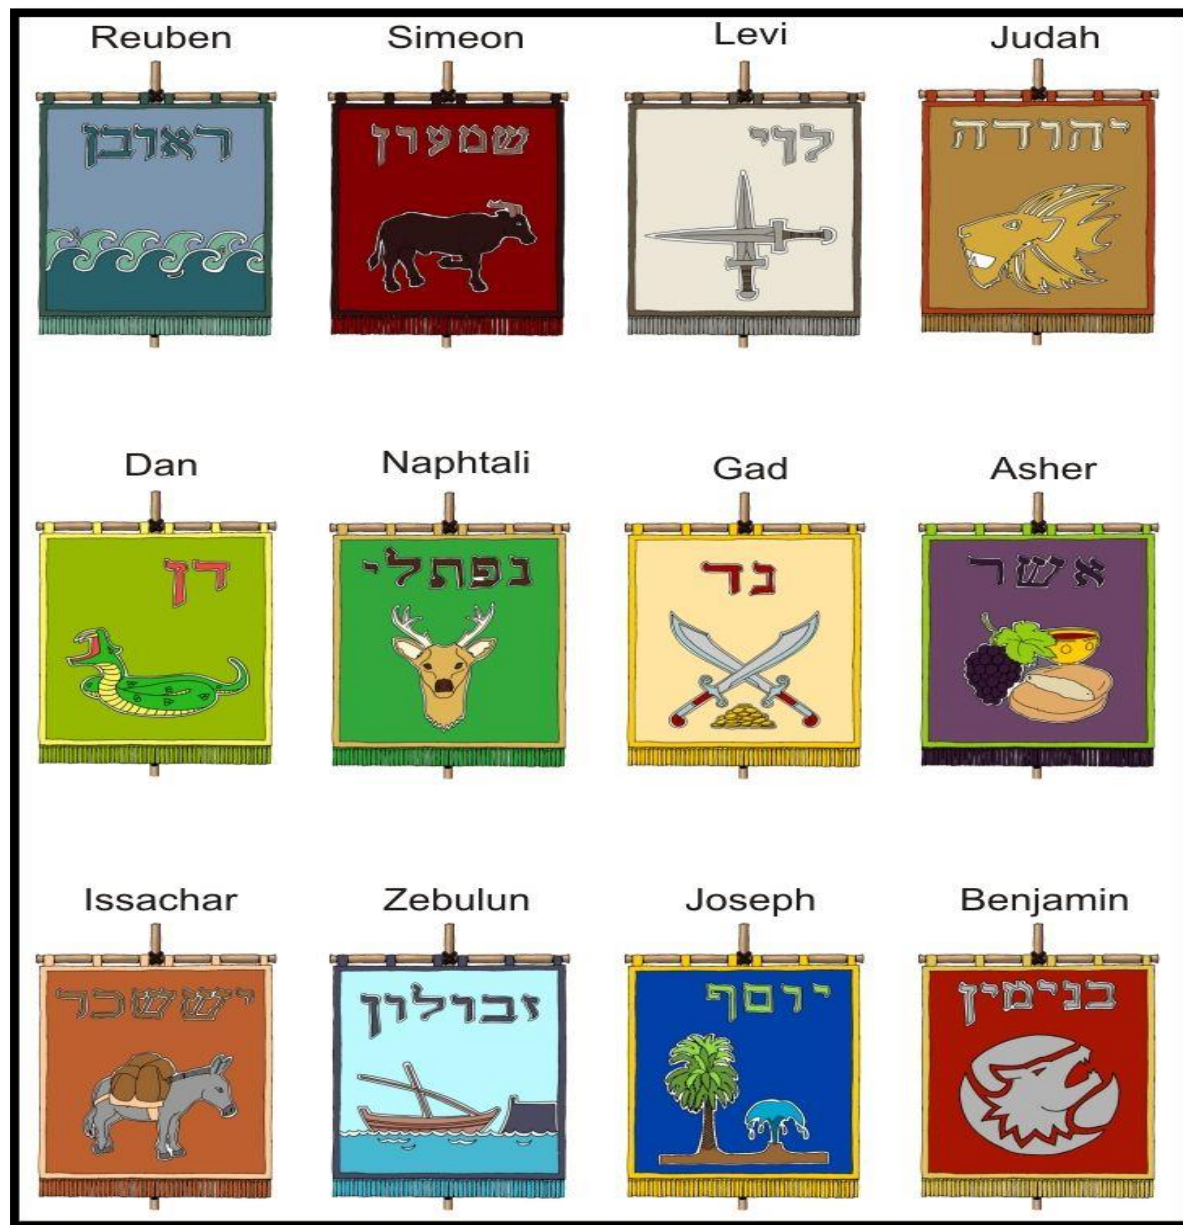 Reuben Simeon Levi Judah
ראובן שמעון לוי יהודה
Dan Naphtali Gad Asher
דן נפתלי גד אשר
Issachar Zebulun Joseph Benjamin
יששכר זבולון יוסף בנימין